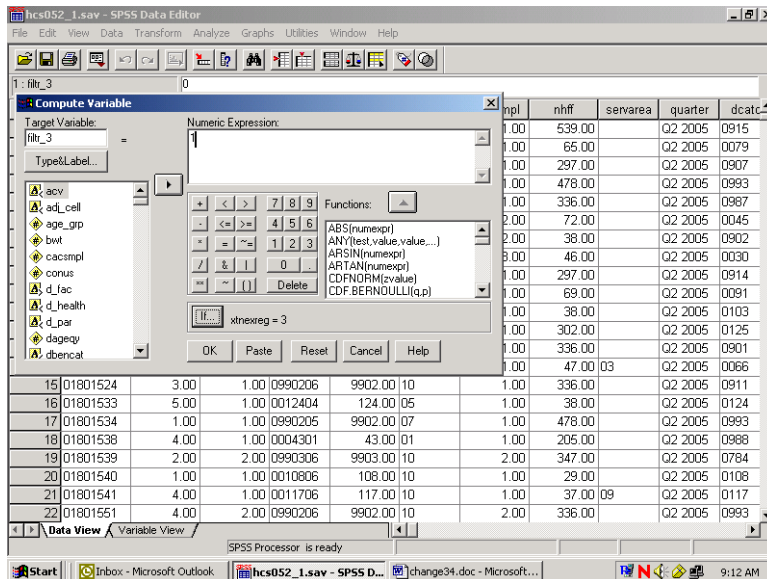 hcs052_1.sav - SPSS Data Editor
File Edit View Data Transform Analyze Graphs Utilities Window Help
1 : filtr_3 0
Compute Variable
Target Variable:
filtr_3
=
Type&Label...
Numeric Expression:
1
acv
adj_cell
age_grp
bwt
cacsmpl
conus
d_fac
d_health
d_par
dageqy
dbencat
+ < > 7 8 9
- <= >= 4 5 6
* = ~= 1 2 3
/ & | 0 .
** ~ () Delete
Functions:
ABS(numexpr)
ANY(test,value,value,...)
ARSIN(numexpr)
ARTAN(numexpr)
CDFNORM(zvalue)
CDF.BERNOULLI(q,p)
If... xtnexreg = 3
OK Paste Reset Cancel Help
mpl nhff servarea quarter dcatc
1.00 539.00 Q2 2005 0915
1.00 65.00 Q2 2005 0079
1.00 297.00 Q2 2005 0907
1.00 478.00 Q2 2005 0993
1.00 336.00 Q2 2005 0987
2.00 72.00 Q2 2005 0045
2.00 38.00 Q2 2005 0902
3.00 46.00 Q2 2005 0030
1.00 297.00 Q2 2005 0914
1.00 69.00 Q2 2005 0091
1.00 38.00 Q2 2005 0103
1.00 302.00 Q2 2005 0125
1.00 336.00 Q2 2005 0901
1.00 47.00 03 Q2 2005 0066
15 01801524 3.00 1.00 0990206 9902.00 10 1.00 336.00 Q2 2005 0911
16 01801533 5.00 1.00 0012404 124.00 05 1.00 38.00 Q2 2005 0124
17 01801534 1.00 1.00 0990205 9902.00 07 1.00 478.00 Q2 2005 0993
18 01801538 4.00 1.00 0004301 43.00 01 1.00 205.00 Q2 2005 0988
19 01801539 2.00 2.00 0990306 9903.00 10 2.00 347.00 Q2 2005 0784
20 01801540 1.00 1.00 0010806 108.00 10 1.00 29.00 Q2 2005 0108
21 01801541 4.00 1.00 0011706 117.00 10 1.00 37.00 09 Q2 2005 0117
22 01801551 4.00 2.00 0990206 9902.00 10 2.00 336.00 Q2 2005 0993
Data View Variable View
SPSS Processor is ready
Start Inbox - Microsoft Outlook hcs052_1.sav - SPSS D... change34.doc - Microsoft... 9:12 AM